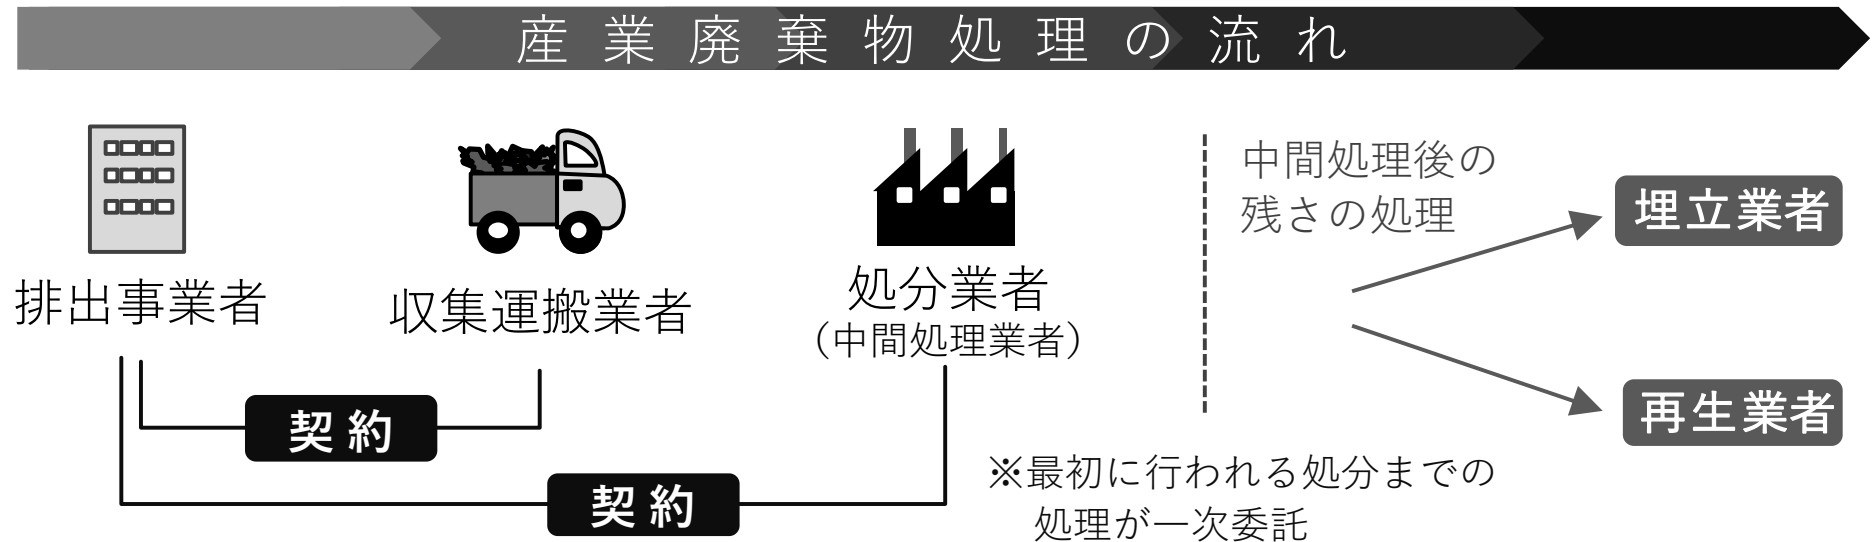 産業廃棄物処理の流れ
排出事業者
収集運搬業者
処分業者
（中間処理業者）
契約
契約
中間処理後の
残さの処理
埋立業者
再生業者
※最初に行われる処分までの
処理が一次委託